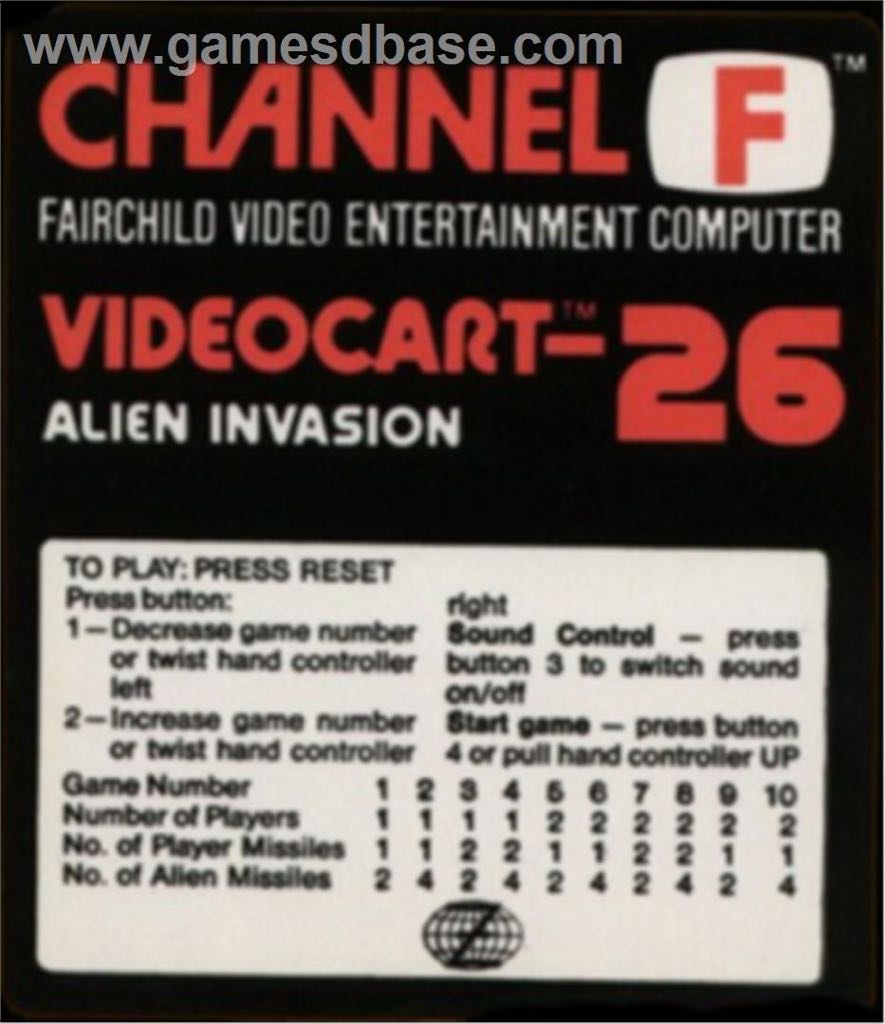 www.gamesdbase.com
CHANNEL F ™
FAIRCHILD VIDEO ENTERTAINMENT COMPUTER
VIDEOCART™-26
ALIEN INVASION
TO PLAY: PRESS RESET
Press button:
1—Decrease game number
or twist hand controller
left
2—Increase game number
or twist hand controller
right
Sound Control — press
button 3 to switch sound
on/off
Start game — press button
4 or pull hand controller UP
Game Number 1 2 3 4 5 6 7 8 9 10
Number of Players 1 1 1 1 2 2 2 2 2 2
No. of Player Missiles 1 1 2 2 1 1 2 2 1 1
No. of Alien Missiles 2 4 2 4 2 4 2 4 2 4
Z